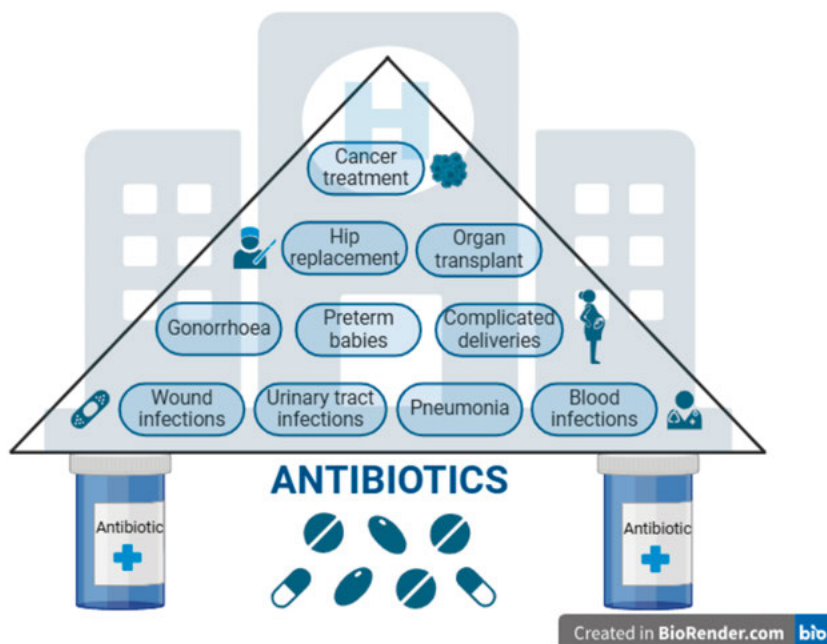 H
Cancer
treatment
Hip
replacement
Organ
transplant
Gonorrhoea
Preterm
babies
Complicated
deliveries
Wound
infections
Urinary tract
infections
Pneumonia
Blood
infections
ANTIBIOTICS
Antibiotic
Antibiotic
Created in BioRender.com bio